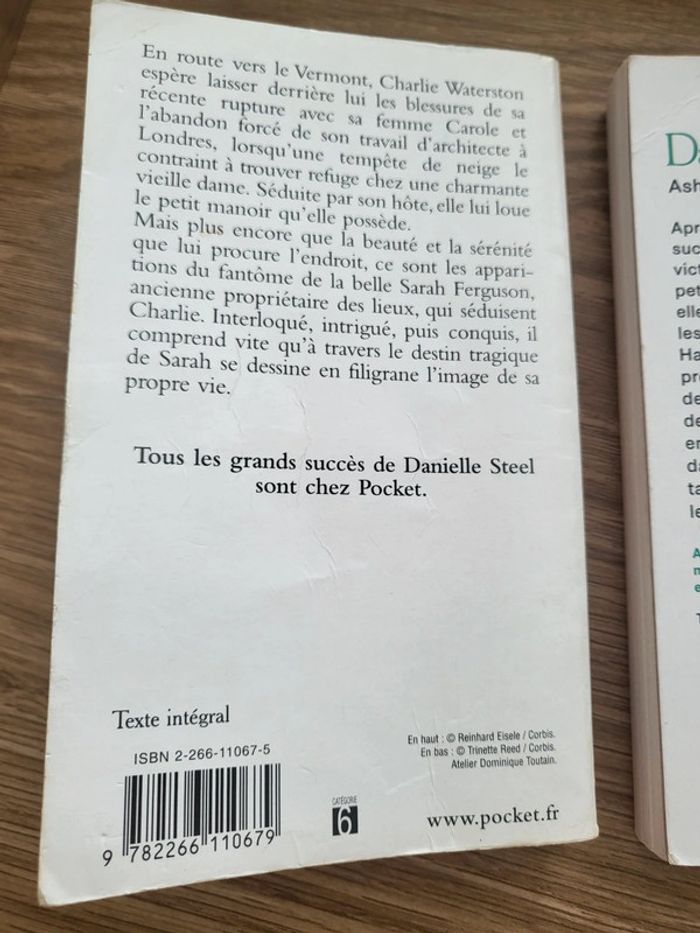 En route vers le Vermont, Charlie Waterston
espère laisser derrière lui les blessures de sa
récente rupture avec sa femme Carole et
l'abandon forcé de son travail d'architecte à
Londres, lorsqu'une tempête de neige le
contraint à trouver refuge chez une charmante
vieille dame. Séduite par son hôte, elle lui loue
le petit manoir qu'elle possède.
Mais plus encore que la beauté et la sérénité
que lui procure l'endroit, ce sont les appari-
tions du fantôme de la belle Sarah Ferguson,
ancienne propriétaire des lieux, qui séduisent
Charlie. Interloqué, intrigué, puis conquis, il
comprend vite qu'à travers le destin tragique
de Sarah se dessine en filigrane l'image de sa
propre vie.
Tous les grands succès de Danielle Steel
sont chez Pocket.
Texte intégral
ISBN 2-266-11067-5
9 782266 110679
En haut : © Reinhard Eisele / Corbis.
En bas : © Trinette Reed / Corbis.
Atelier Dominique Toutain.
CATÉGORIE
6
www.pocket.fr
Ash
Apr
suc
vict
pet
elle
les
Ha
pr
de
de
er
d
ta
le